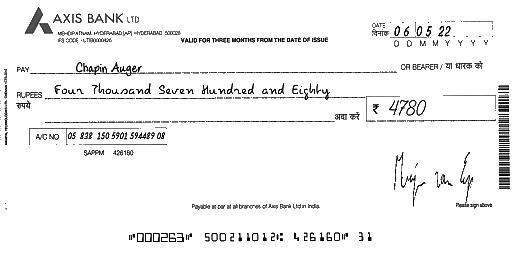 AXIS BANK LTD
MEHDIPATNAM, HYDERABAD [AP] HYDERABAD 500028
IFS CODE - UTIB0000426
VALID FOR THREE MONTHS FROM THE DATE OF ISSUE
DATE
दिनांक 06 05 22
D D M M Y Y Y Y
PAY Chapin Auger OR BEARER / या धारक को
RUPEES Four Thousand Seven Hundred and Eighty
रुपये अदा करें ₹ 4780
A/C NO 05 838 150 5901 594489 08
SAPPM 426160
Payable at par at all branches of Axis Bank Ltd in India.
Please sign above
"000263" 500211012: 426160" 31